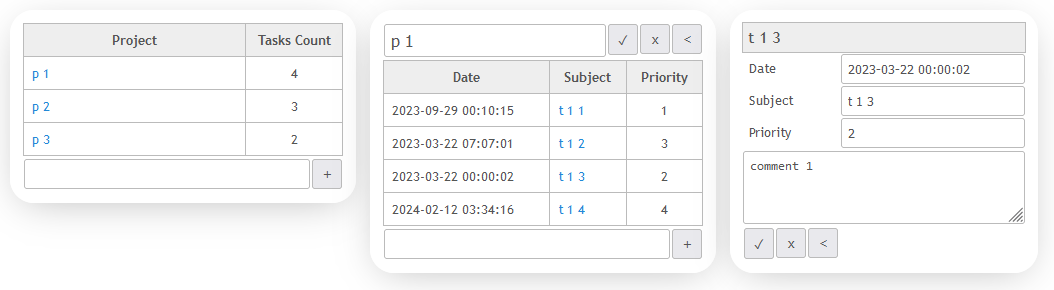 Project Tasks Count
p 1 4
p 2 3
p 3 2
+
p 1 ✓ x <
Date Subject Priority
2023-09-29 00:10:15 t 1 1 1
2023-03-22 07:07:01 t 1 2 3
2023-03-22 00:00:02 t 1 3 2
2024-02-12 03:34:16 t 1 4 4
+
t 1 3
Date 2023-03-22 00:00:02
Subject t 1 3
Priority 2
comment 1
✓ x <